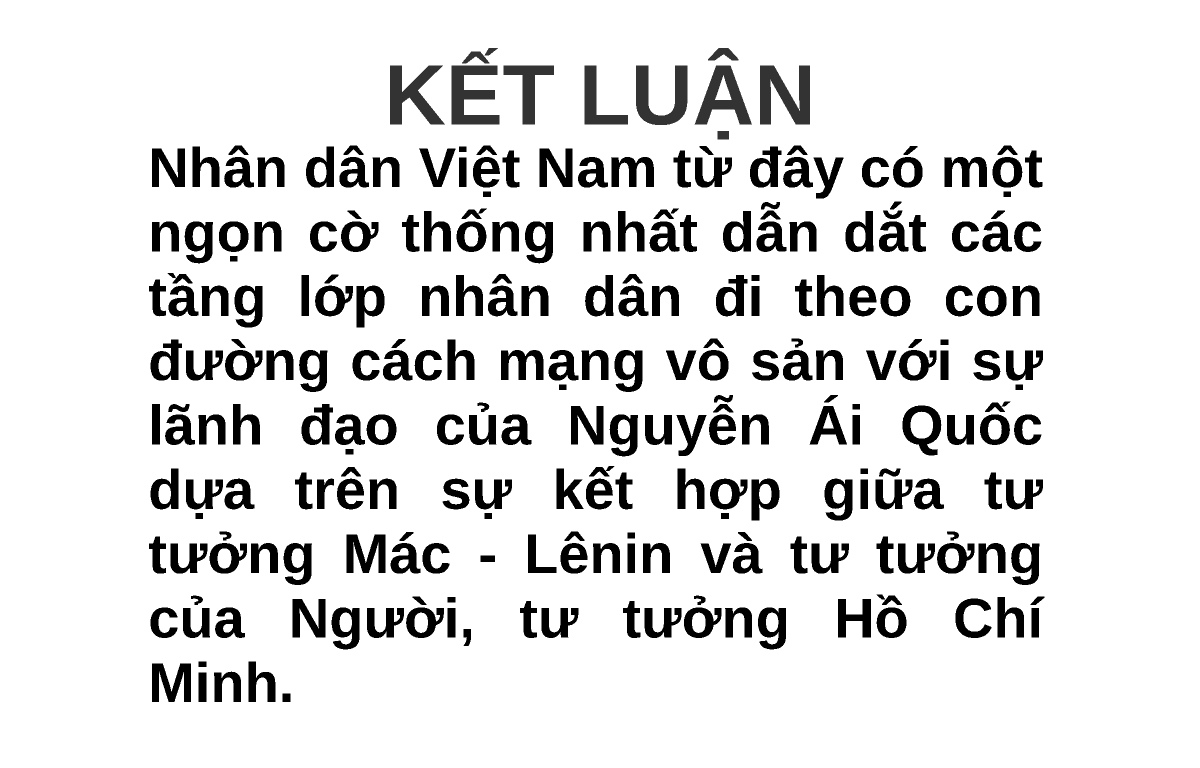 KẾT LUẬN
Nhân dân Việt Nam từ đây có một
ngọn cờ thống nhất dẫn dắt các
tầng lớp nhân dân đi theo con
đường cách mạng vô sản với sự
lãnh đạo của Nguyễn Ái Quốc
dựa trên sự kết hợp giữa tư
tưởng Mác - Lênin và tư tưởng
của Người, tư tưởng Hồ Chí
Minh.